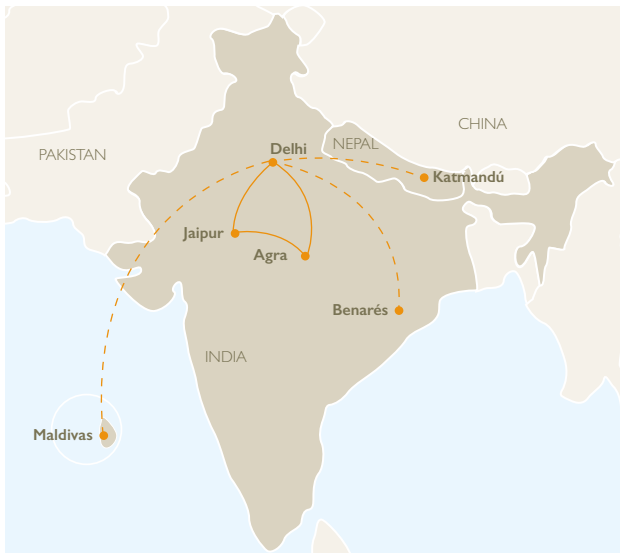 CHINA
NEPAL
Delhi
PAKISTAN
Katmandú
Jaipur
Agra
Benarés
INDIA
Maldivas